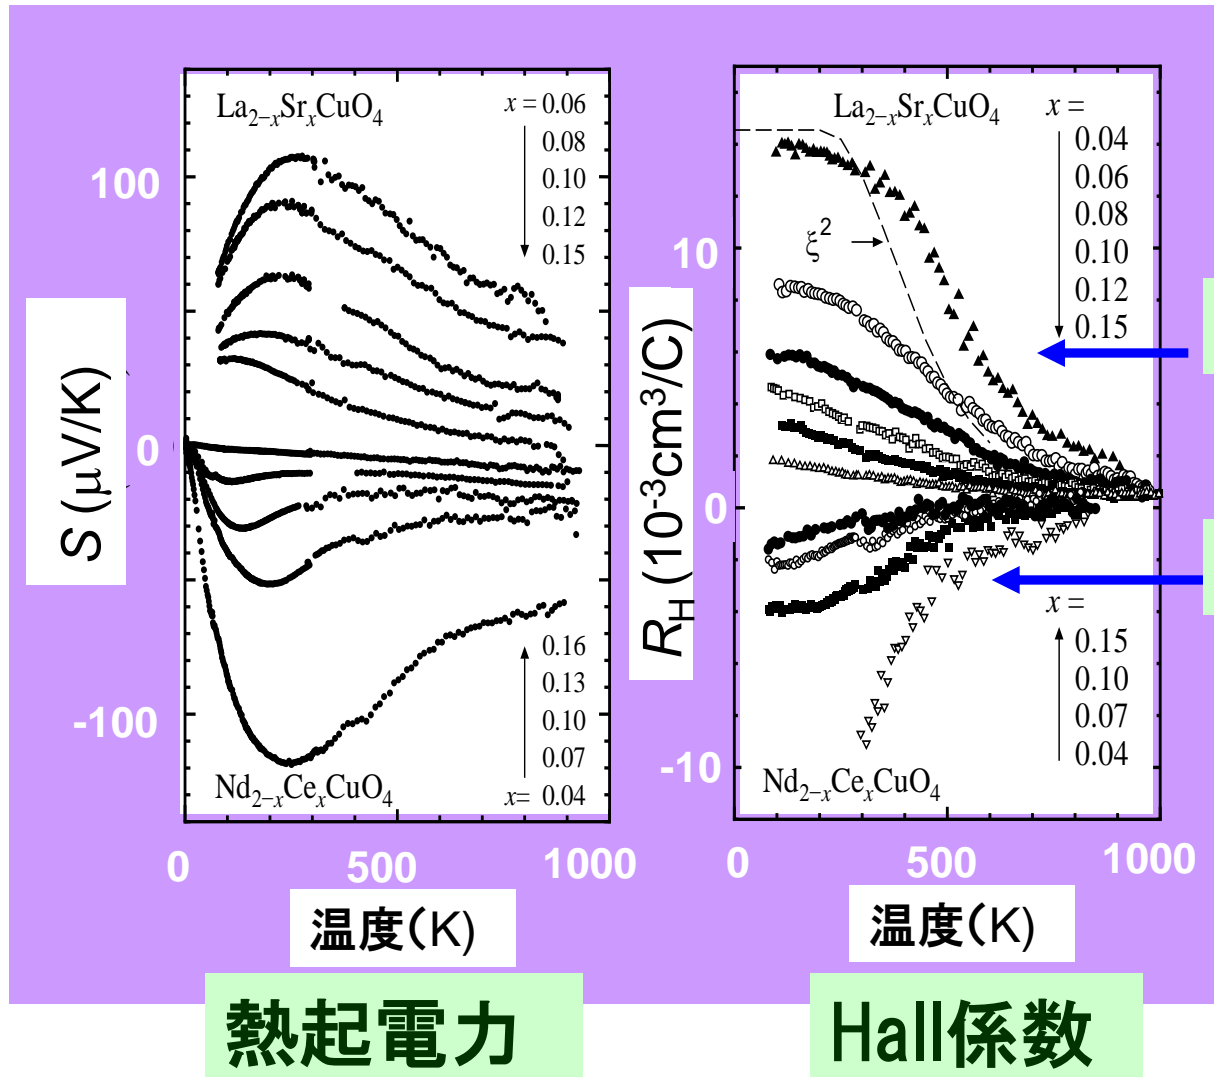 La2−xSrxCuO4
x = 0.06
0.08
0.10
0.12
0.15
100
0
-100
S (μV/K)
0.16
0.13
0.10
0.07
x= 0.04
Nd2−xCexCuO4
0 500 1000
温度(K)
熱起電力
La2−xSrxCuO4
x =
0.04
0.06
0.08
0.10
0.12
0.15
ξ2
10
0
-10
RH (10-3cm3/C)
x =
0.15
0.10
0.07
0.04
Nd2−xCexCuO4
0 500 1000
温度(K)
Hall係数